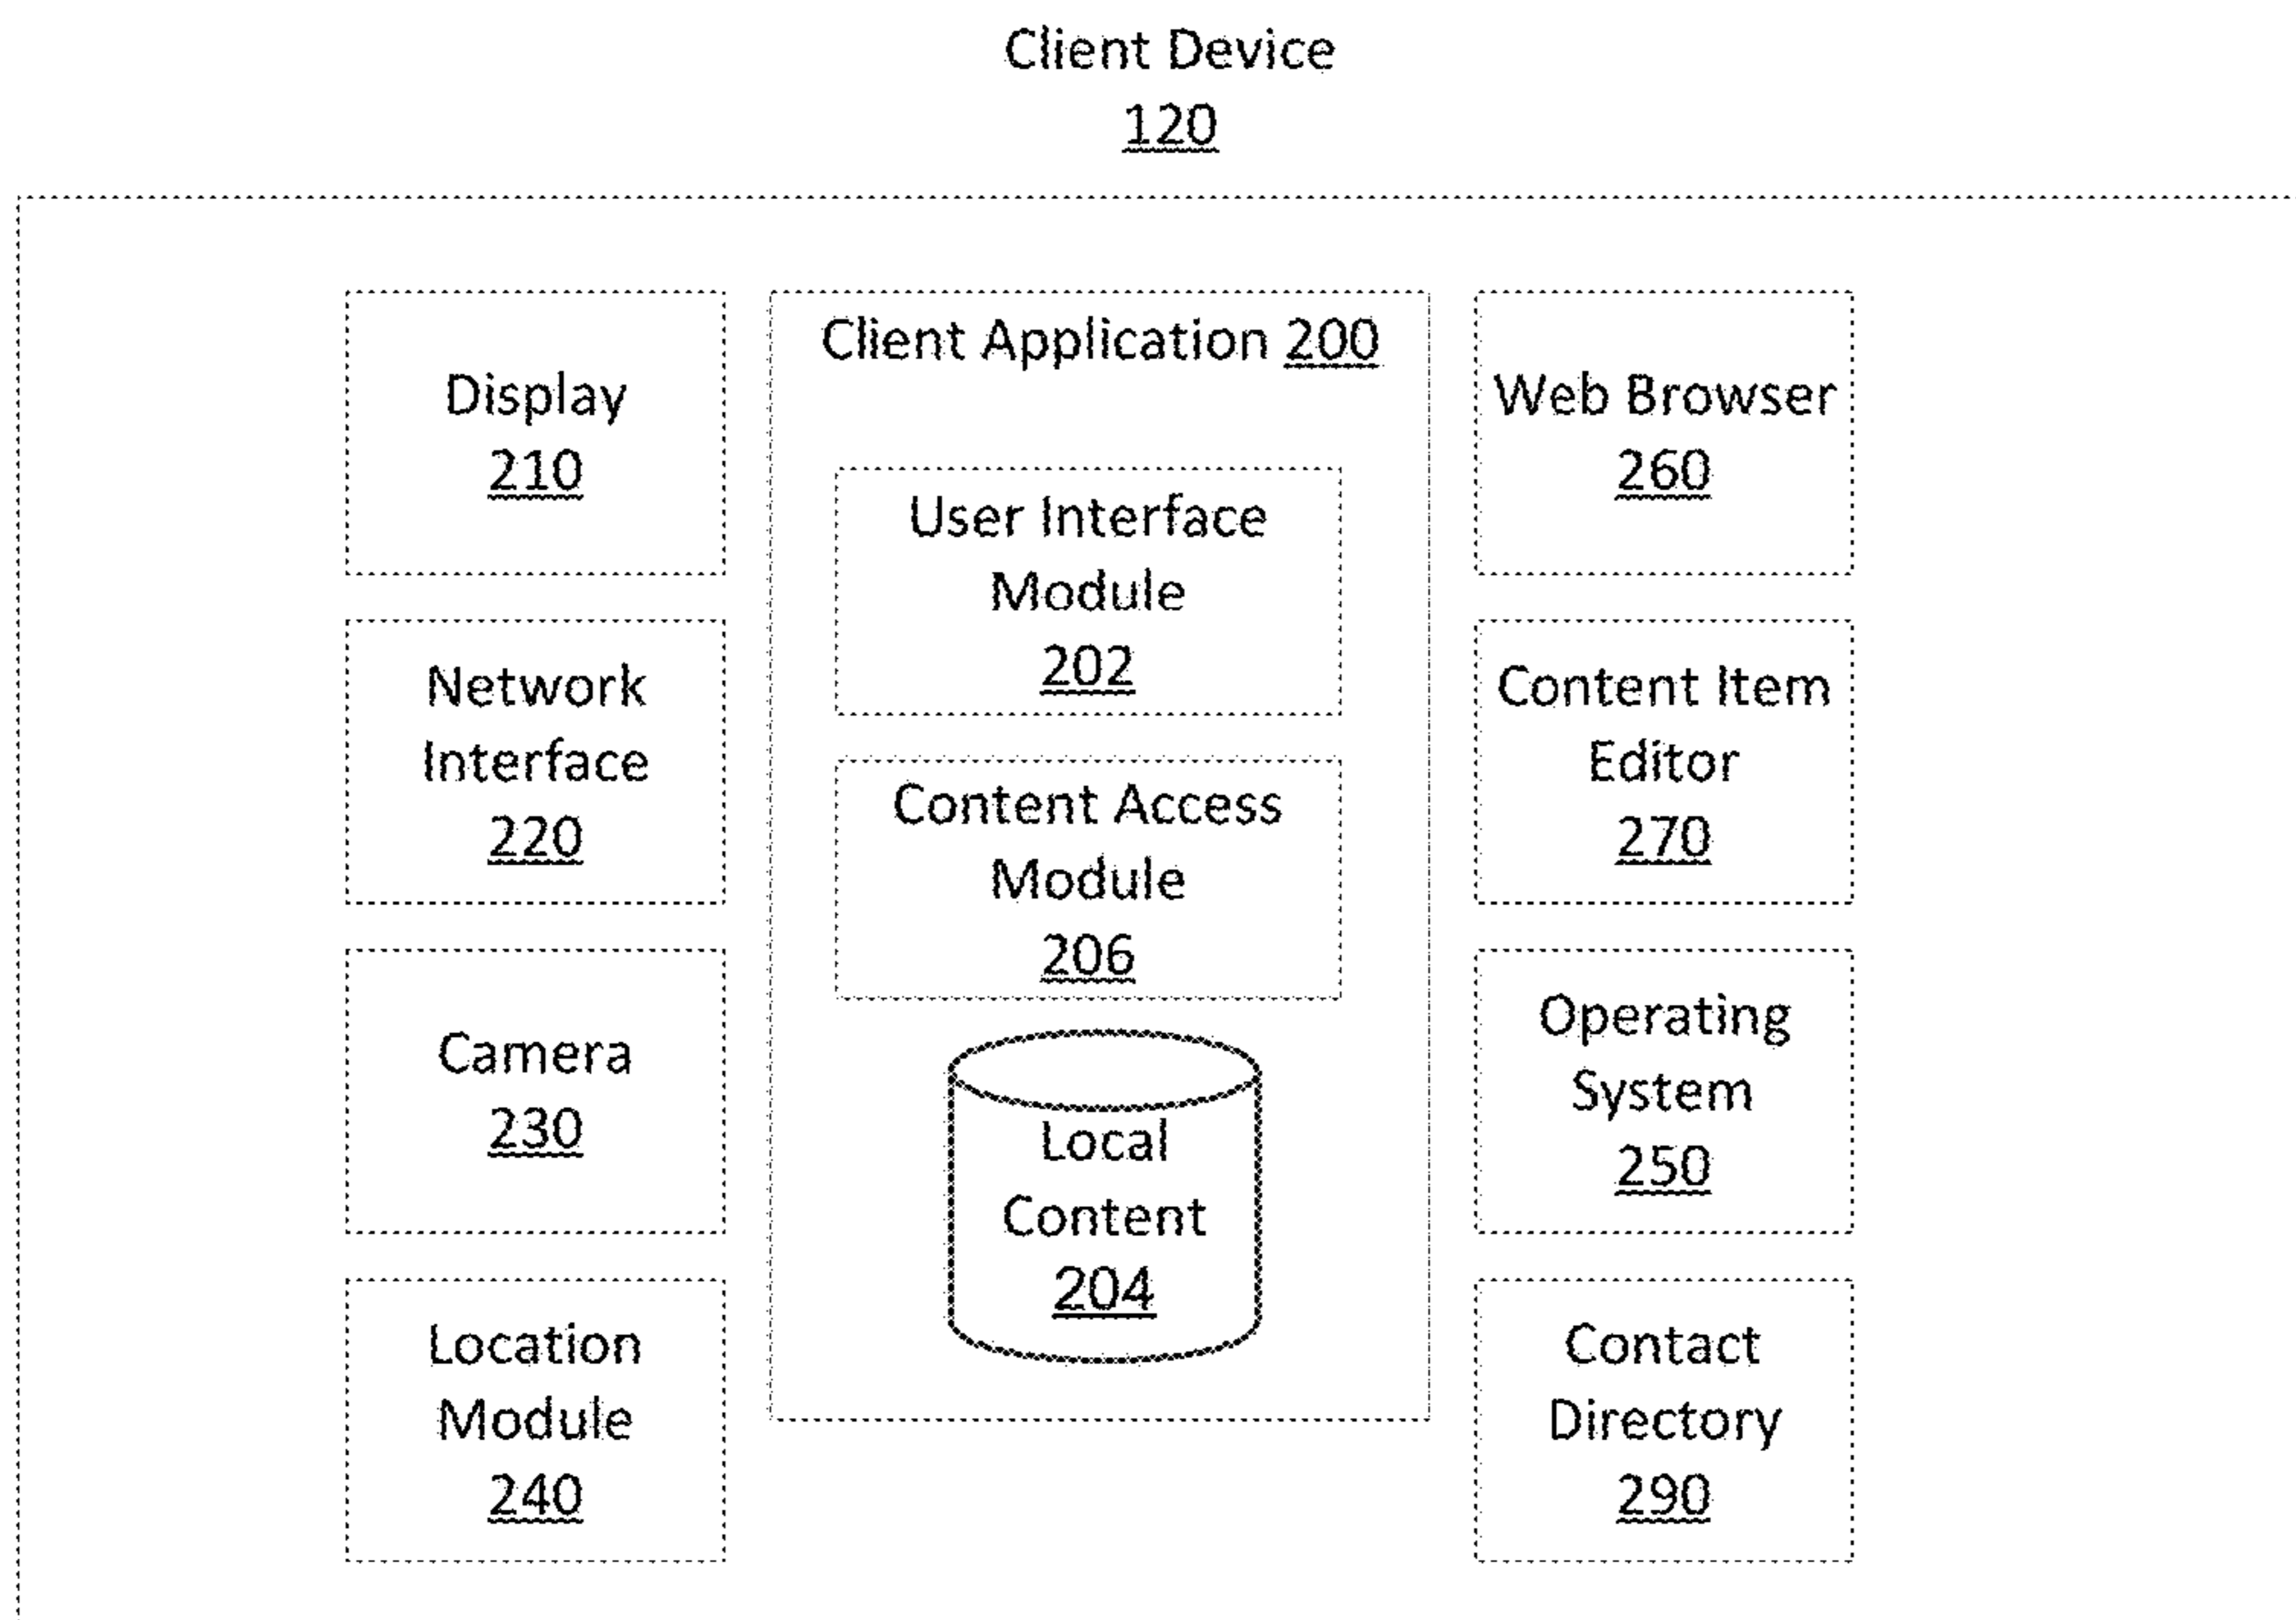 Client Device
120
Display
210
Network
Interface
220
Camera
230
Location
Module
240
Client Application 200
User Interface
Module
202
Content Access
Module
206
Local
Content
204
Web Browser
260
Content Item
Editor
270
Operating
System
250
Contact
Directory
290